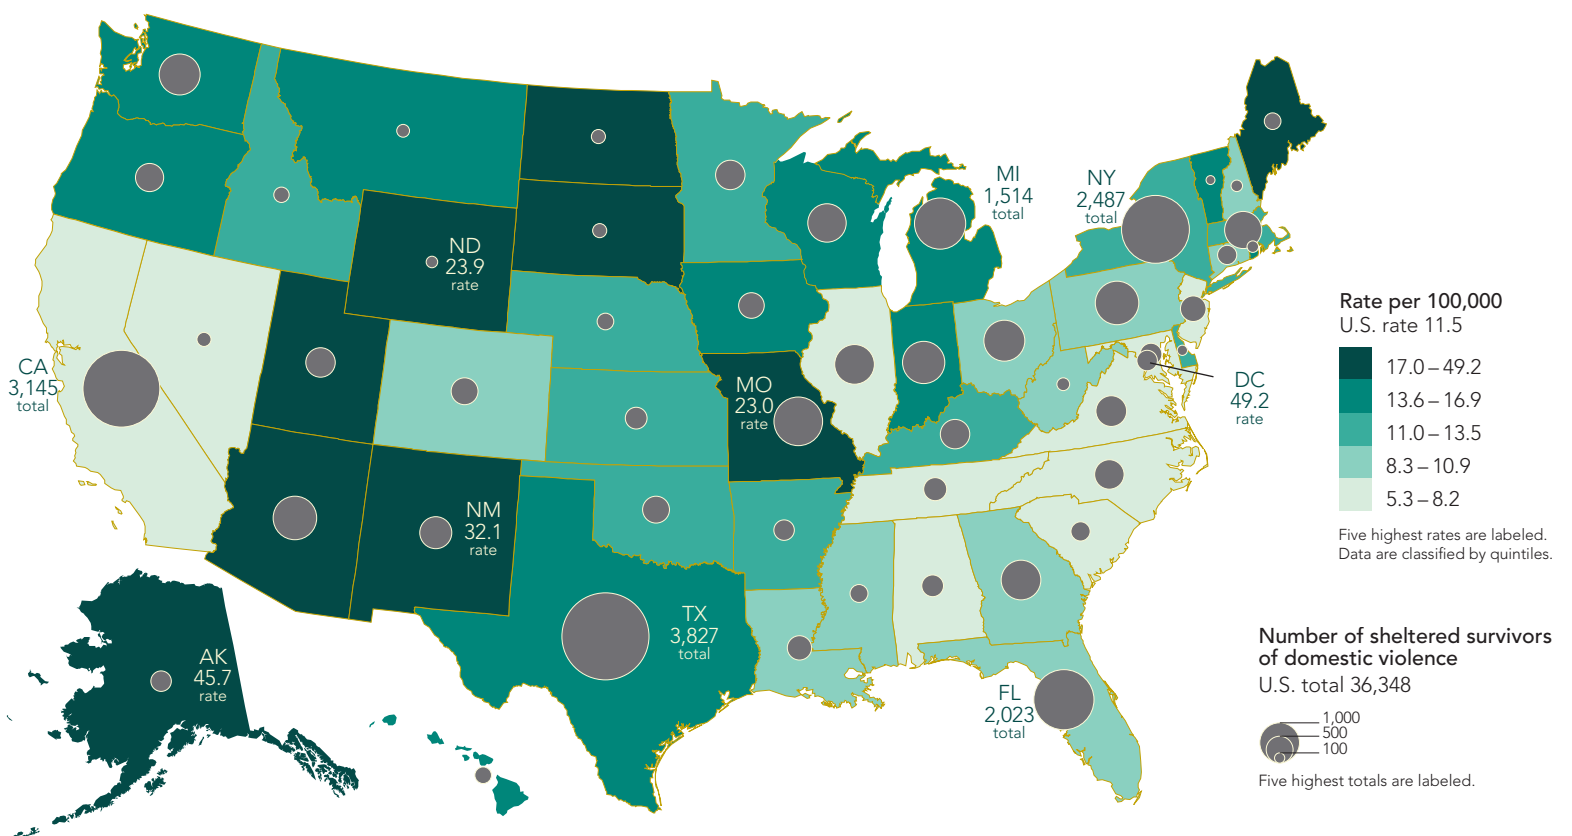 MI
1,514
total
NY
2,487
total
ND
23.9
rate
CA
3,145
total
MO
23.0
rate
DC
49.2
rate
NM
32.1
rate
TX
3,827
total
AK
45.7
rate
FL
2,023
total
Rate per 100,000
U.S. rate 11.5
17.0 – 49.2
13.6 – 16.9
11.0 – 13.5
8.3 – 10.9
5.3 – 8.2
Five highest rates are labeled.
Data are classified by quintiles.
Number of sheltered survivors
of domestic violence
U.S. total 36,348
1,000
500
100
Five highest totals are labeled.